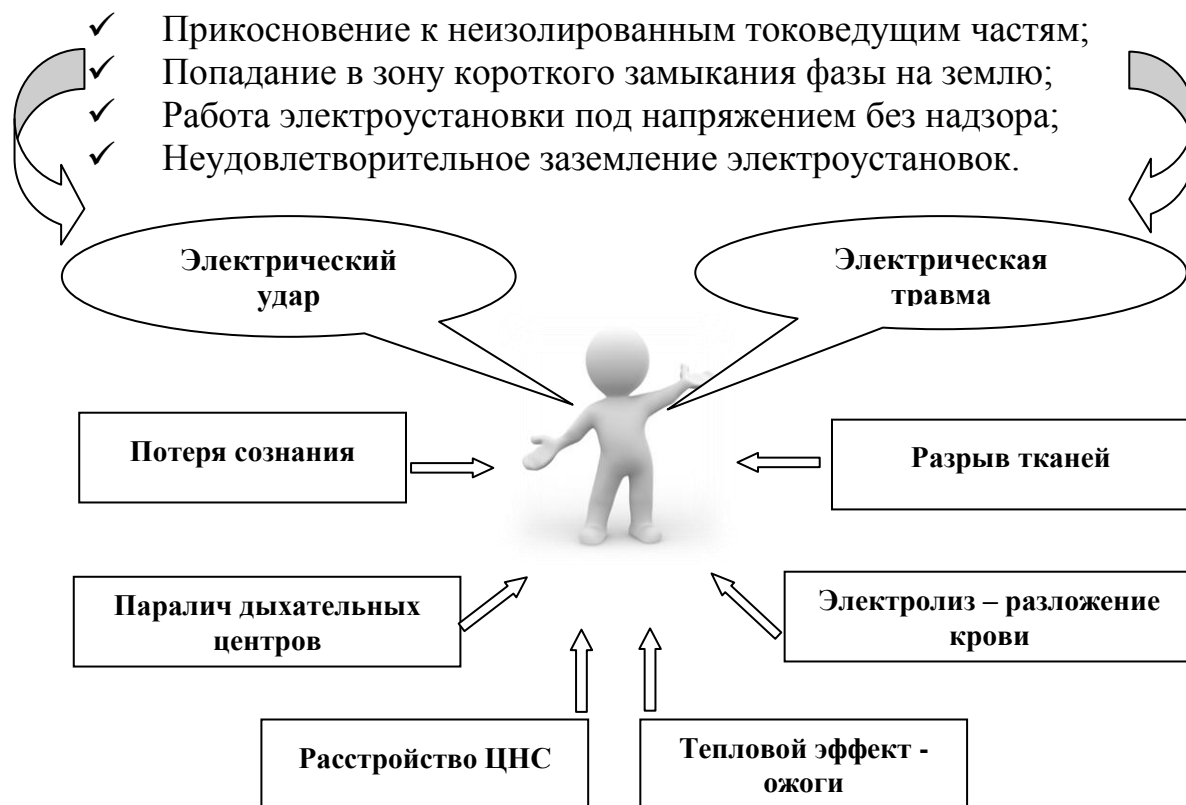 ✓ Прикосновение к неизолированным токоведущим частям;
✓ Попадание в зону короткого замыкания фазы на землю;
✓ Работа электроустановки под напряжением без надзора;
✓ Неудовлетворительное заземление электроустановок.
Электрический
удар
Электрическая
травма
Потеря сознания
Разрыв тканей
Паралич дыхательных
центров
Электролиз – разложение
крови
Расстройство ЦНС
Тепловой эффект -
ожоги